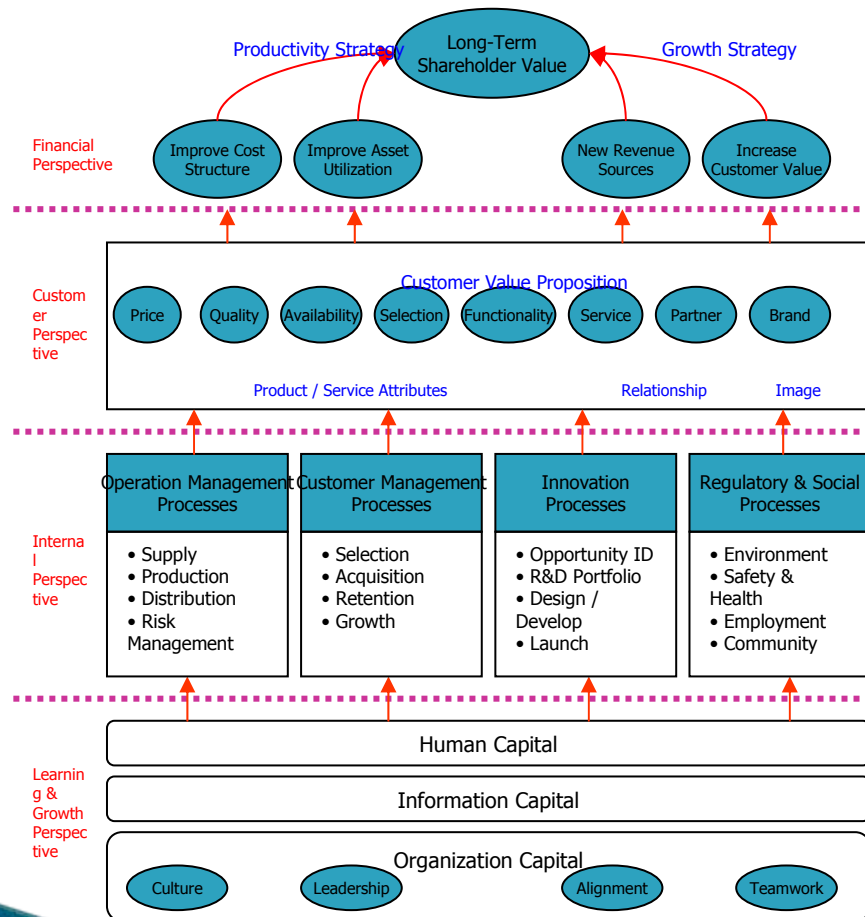 Productivity Strategy
Long-Term
Shareholder Value
Growth Strategy
Financial
Perspective
Improve Cost
Structure
Improve Asset
Utilization
New Revenue
Sources
Increase
Customer Value
Custom
er
Perspec
tive
Customer Value Proposition
Price
Quality
Availability
Selection
Functionality
Service
Partner
Brand
Product / Service Attributes
Relationship
Image
Interna
l
Perspec
tive
Operation Management
Processes
• Supply
• Production
• Distribution
• Risk
Management
Customer Management
Processes
• Selection
• Acquisition
• Retention
• Growth
Innovation
Processes
• Opportunity ID
• R&D Portfolio
• Design /
Develop
• Launch
Regulatory & Social
Processes
• Environment
• Safety &
Health
• Employment
• Community
Learnin
g &
Growth
Perspec
tive
Human Capital
Information Capital
Organization Capital
Culture
Leadership
Alignment
Teamwork